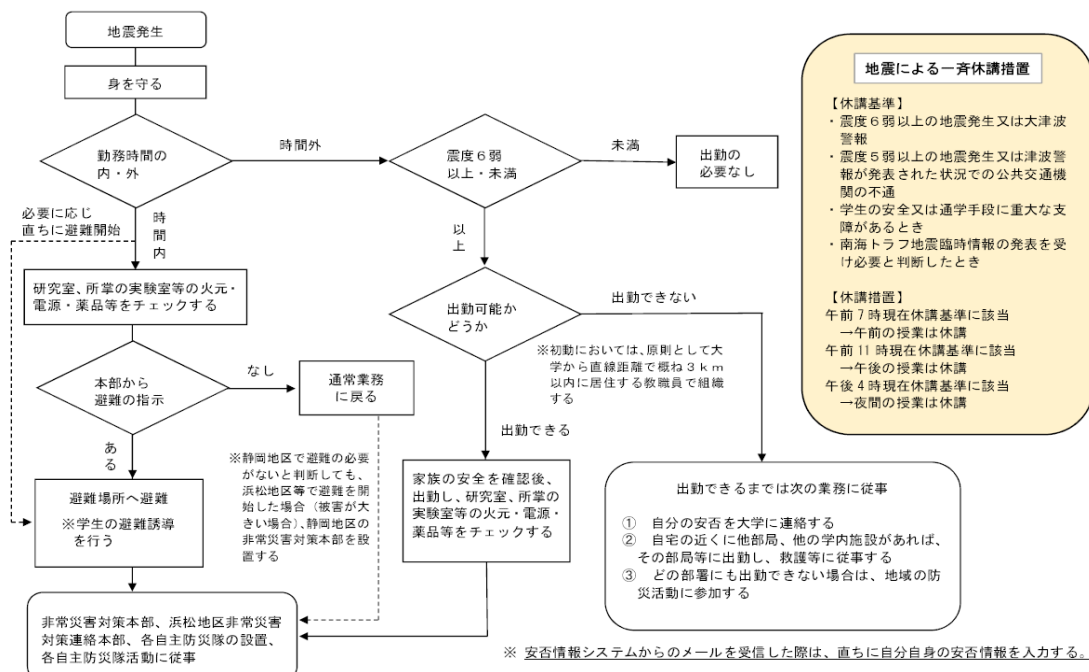 地震発生
身を守る
勤務時間の
内・外
時間外
震度６弱
以上・未満
未満
出勤の
必要なし
必要に応じ
直ちに避難開始
時間内
以上
研究室、所掌の実験室等の火元・
電源・薬品等をチェックする
出勤可能か
どうか
出勤できない
※初動においては、原則として大
学から直線距離で概ね３ｋｍ
以内に居住する教職員で組織
する
本部から
避難の指示
なし
通常業務
に戻る
ある
出勤できる
※静岡地区で避難の必要
がないと判断しても、
浜松地区等で避難を開
始した場合（被害が大
きい場合）、静岡地区の
非常災害対策本部を設
置する
避難場所へ避難
※学生の避難誘導
を行う
家族の安全を確認後、
出勤し、研究室、所掌の
実験室等の火元・電源・
薬品等をチェックする
出勤できるまでは次の業務に従事
① 自分の安否を大学に連絡する
② 自宅の近くに他部局、他の学内施設があれば、
その部局等に出勤し、救護等に従事する
③ どの部署にも出勤できない場合は、地域の防
災活動に参加する
非常災害対策本部、浜松地区非常災害
対策連絡本部、各自主防災隊の設置、
各自主防災隊活動に従事
地震による一斉休講措置
【休講基準】
・震度６弱以上の地震発生又は大津波
警報
・震度５弱以上の地震発生又は津波警
報が発表された状況での公共交通機
関の不通
・学生の安全又は通学手段に重大な支
障があるとき
・南海トラフ地震臨時情報の発表を受
け必要と判断したとき
【休講措置】
午前７時現在休講基準に該当
→午前の授業は休講
午前11時現在休講基準に該当
→午後の授業は休講
午後４時現在休講基準に該当
→夜間の授業は休講
※ 安否情報システムからのメールを受信した際は、直ちに自分自身の安否情報を入力する。